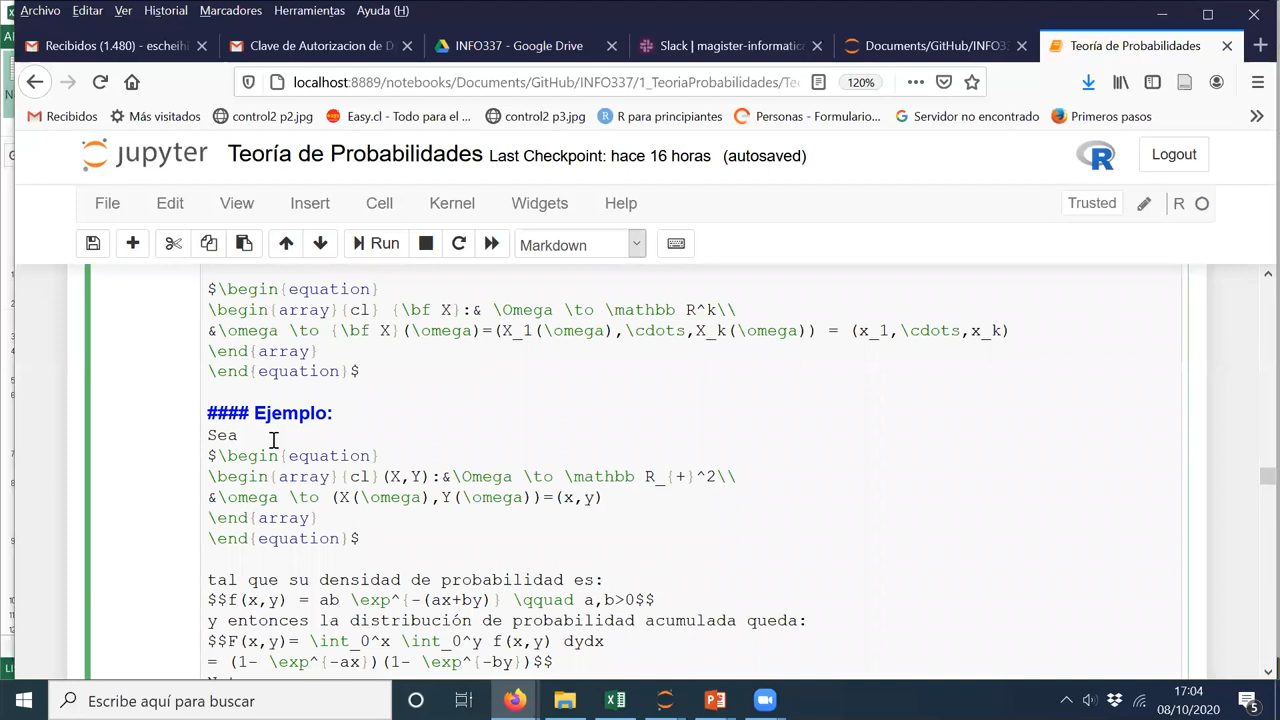 Archivo Editar Ver Historial Marcadores Herramientas Ayuda (H)
Recibidos (1.480) - escheih
Clave de Autorizacion de D
INFO337 - Google Drive
Slack | magister-informatic
Documents/GitHub/INFO33
Teoría de Probabilidades
localhost:8889/notebooks/Documents/GitHub/INFO337/1_TeoriaProbabilidades/Te
120%
Recibidos
Más visitados
control2 p2.jpg
Easy.cl - Todo para el ...
control2 p3.jpg
R para principiantes
Personas - Formulario...
Servidor no encontrado
Primeros pasos
jupyter Teoría de Probabilidades Last Checkpoint: hace 16 horas (autosaved)
R
Logout
File Edit View Insert Cell Kernel Widgets Help
Trusted
R
Run
Markdown
$\begin{equation}
\begin{array}{cl} {\bf X}:& \Omega \to \mathbb R^k\\
&\omega \to {\bf X}(\omega)=(X_1(\omega),\cdots,X_k(\omega)) = (x_1,\cdots,x_k)
\end{array}
\end{equation}$
#### Ejemplo:
Sea
$\begin{equation}
\begin{array}{cl}(X,Y):&\Omega \to \mathbb R_{+}^2\\
&\omega \to (X(\omega),Y(\omega))=(x,y)
\end{array}
\end{equation}$
tal que su densidad de probabilidad es:
$$f(x,y) = ab \exp^{-(ax+by)} \qquad a,b>0$$
y entonces la distribución de probabilidad acumulada queda:
$$F(x,y)= \int_0^x \int_0^y f(x,y) dydx
= (1- \exp^{-ax})(1- \exp^{-by})$$
Escribe aquí para buscar
17:04
08/10/2020
5